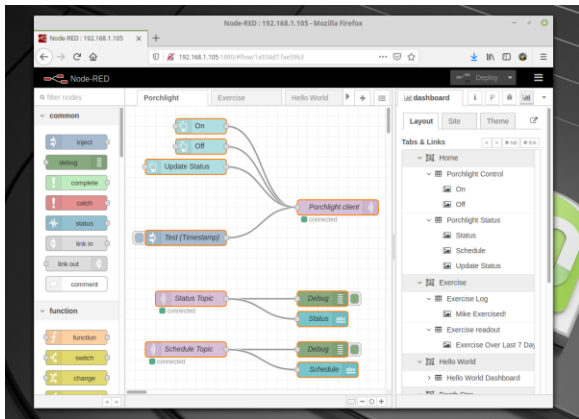 Node-RED : 192.168.1.105 - Mozilla Firefox
Node-RED : 192.168.1.105
192.168.1.105:1880/#flow/1a934d7.fae59b3
Node-RED
Deploy
filter nodes
common
inject
debug
complete
catch
status
link in
link out
comment
function
function
switch
change
Porchlight
Exercise
Hello World
On
Off
Update Status
Test (Timestamp)
Porchlight client
connected
Status Topic
connected
Debug
Status
abc
Schedule Topic
connected
Debug
Schedule
abc
dashboard
i
Layout
Site
Theme
Tabs & Links
+ tab
+ link
Home
Porchlight Control
On
Off
Porchlight Status
Status
Schedule
Update Status
Exercise
Exercise Log
Mike Exercised!
Exercise readout
Exercise Over Last 7 Day
Hello World
Hello World Dashboard